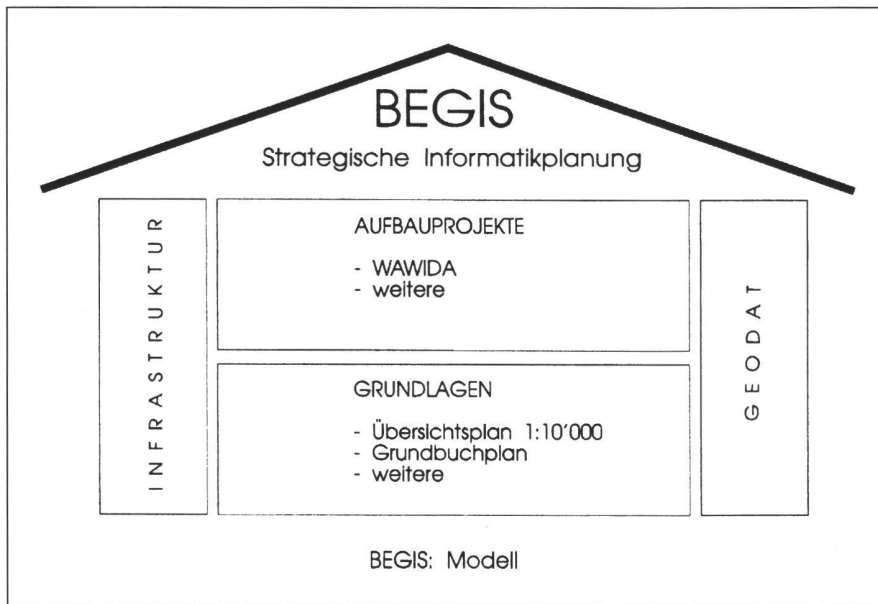 BEGIS
Strategische Informatikplanung
INFRASTRUKTUR
AUFBAUPROJEKTE
- WAWIDA
- weitere
GRUNDLAGEN
- Übersichtsplan 1:10'000
- Grundbuchplan
- weitere
GEODAT
BEGIS: Modell